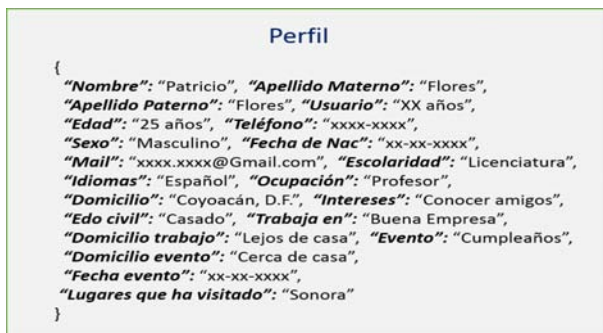 Perfil
{
“Nombre”: “Patricio”, “Apellido Materno”: “Flores”,
“Apellido Paterno”: “Flores”, “Usuario”: “XX años”,
“Edad”: “25 años”, “Teléfono”: “xxxx-xxxx”,
“Sexo”: “Masculino”, “Fecha de Nac”: “xx-xx-xxxx”,
“Mail”: “xxxx.xxxx@Gmail.com”, “Escolaridad”: “Licenciatura”,
“Idiomas”: “Español”, “Ocupación”: “Profesor”,
“Domicilio”: “Coyoacán, D.F.”, “Intereses”: “Conocer amigos”,
“Edo civil”: “Casado”, “Trabaja en”: “Buena Empresa”,
“Domicilio trabajo”: “Lejos de casa”, “Evento”: “Cumpleaños”,
“Domicilio evento”: “Cerca de casa”,
“Fecha evento”: “xx-xx-xxxx”,
“Lugares que ha visitado”: “Sonora”
}